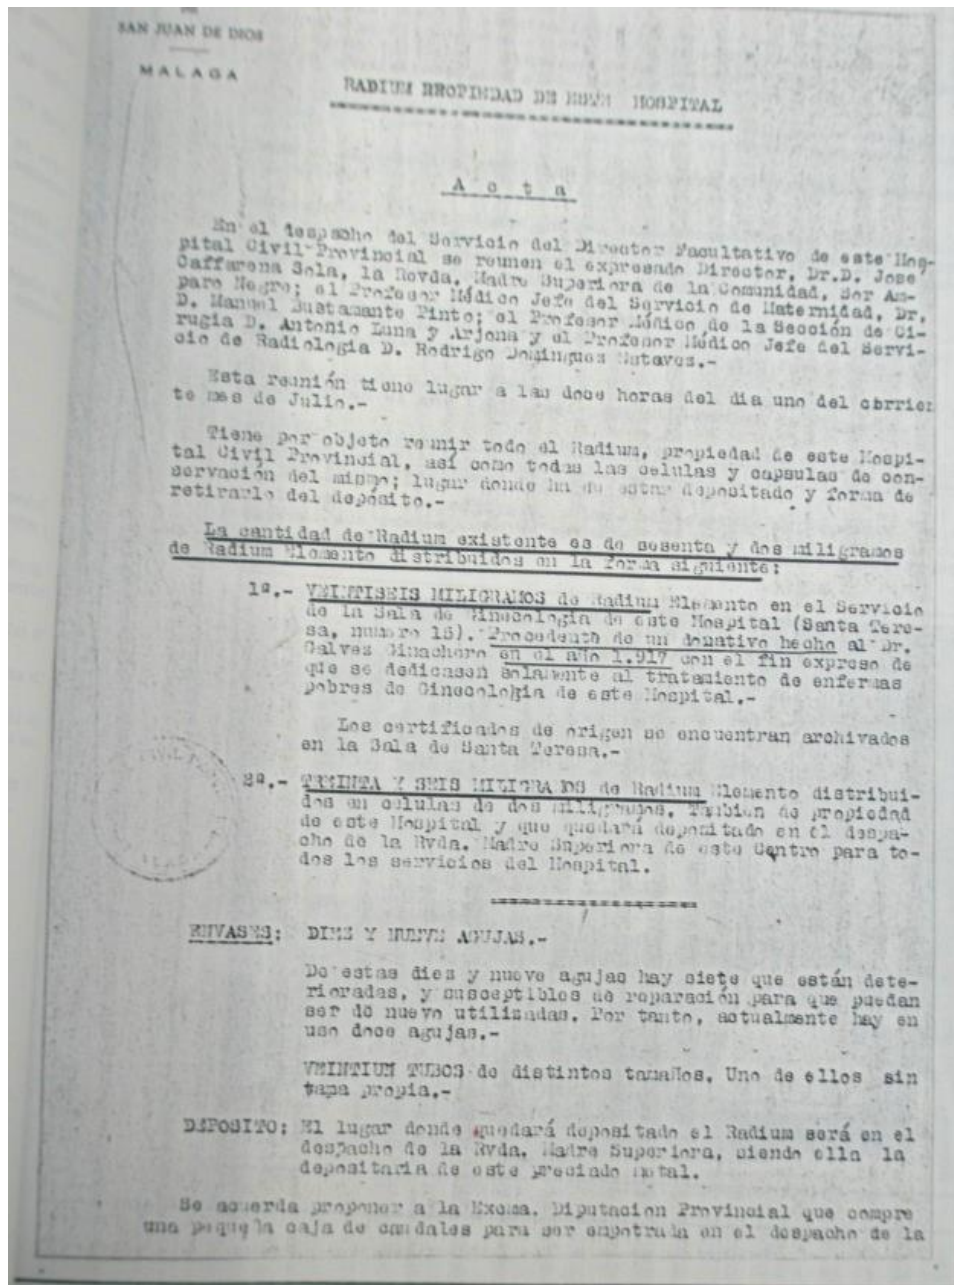 DE
SAN JUAN DE DIOS
MALAGA
RADIUM PROPIEDAD DE ESTE HOSPITAL
Acta
En el despacho del Servicio del Director Facultativo de este Hos-
pital Civil Provincial se reunen el expresado Director, Dr.D. Jose
Caffarena Sola, la Revda. Madre Superiora de la Comunidad, Sor Am-
paro Negro; el Profesor Médico Jefe del Servicio de Maternidad, Dr.
D. Manuel Bustamante Pinto; el Profesor Médico de la Sección de Ci-
rugia D. Antonio Luna y Arjona y el Profesor Médico Jefe del Servi-
cio de Radiologia D. Rodrigo Dominguez.-
Esta reunión tiene lugar a las doce horas del dia uno del corrien
te mes de Julio.-
Tiene por objeto reunir todo el Radium, propiedad de este Hospi-
tal Civil Provincial, así como todas las celulas y capsulas de con-
servación del mismo; lugar donde ha de estar depositado y forma de
retirarlo del depósito.-
La cantidad de Radium existente es de sesenta y dos miligramos
de Radium Elemento distribuidos en la forma siguiente:
1º.- VEINTISEIS MILIGRAMOS de Radium Elemento en el Servicio
de la Sala de Ginecologia de este Hospital (Santa Tere-
sa, numero 15). Procedente de un donativo hecho al Dr.
Galvez Ginachero en el año 1.917 con el fin expreso de
que se dedicasen solamente al tratamiento de enfermas
pobres de Ginecologia de este Hospital.-
Los certificados de origen se encuentran archivados
en la Sala de Santa Teresa.-
2º.- TREINTA Y SEIS MILIGRAMOS de Radium Elemento distribui-
dos en celulas de dos miligramos. Tambien de propiedad
de este Hospital y que quedará depositado en el despa-
cho de la Rvda. Madre Superiora de este Centro para to-
dos los servicios del Hospital.
ENVASES: DIEZ Y NUEVE AGUJAS.-
De estas dies y nueve agujas hay siete que están dete-
rioradas, y susceptibles de reparación para que puedan
ser de nuevo utilizadas. Por tanto, actualmente hay en
uso doce agujas.-
VEINTIUN TUBOS de distintos tamaños. Uno de ellos sin
tapa propia.-
DEPOSITO: El lugar donde quedará depositado el Radium será en el
despacho de la Rvda. Madre Superiora, siendo ella la
depositaria de este preciado metal.
Se acuerda proponer a la Excma. Diputacion Provincial que compre
una pequeña caja de caudales para ser empotrada en el despacho de la